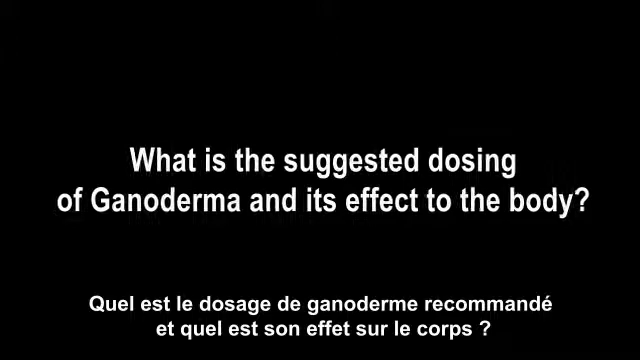 What is the suggested dosing
of Ganoderma and its effect to the body?
Quel est le dosage de ganoderme recommandé
et quel est son effet sur le corps ?